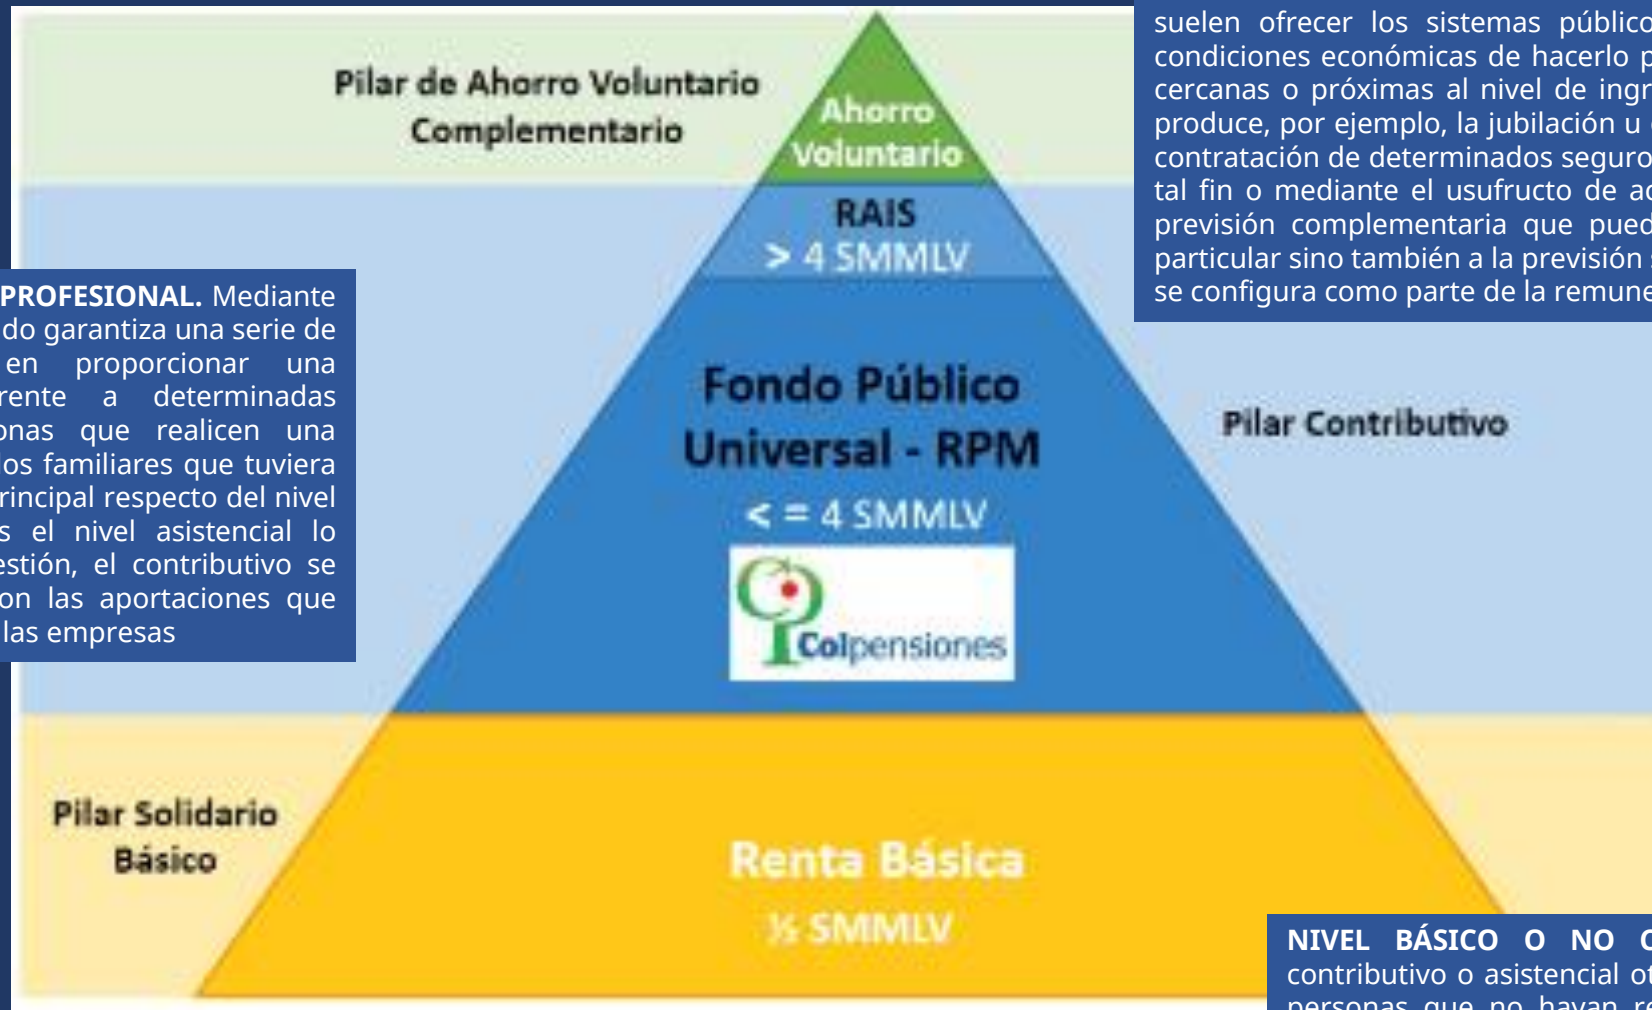 suelen ofrecer los sistemas público
condiciones económicas de hacerlo p
cercanas o próximas al nivel de ingr
produce, por ejemplo, la jubilación u
contratación de determinados seguro
tal fin o mediante el usufructo de ac
previsión complementaria que pued
particular sino también a la previsión
se configura como parte de la remune
Pilar de Ahorro Voluntario
Complementario
Ahorro
Voluntario
RAIS
> 4 SMMLV
PROFESIONAL. Mediante
do garantiza una serie de
en proporcionar una
rente a determinadas
onas que realicen una
los familiares que tuviera
rincipal respecto del nivel
s el nivel asistencial lo
estión, el contributivo se
on las aportaciones que
las empresas
Fondo Público
Universal - RPM
< = 4 SMMLV
Colpensiones
Pilar Contributivo
Pilar Solidario
Básico
Renta Básica
SMMLV
NIVEL BÁSICO O NO C
contributivo o asistencial ot
personas que no hayan re